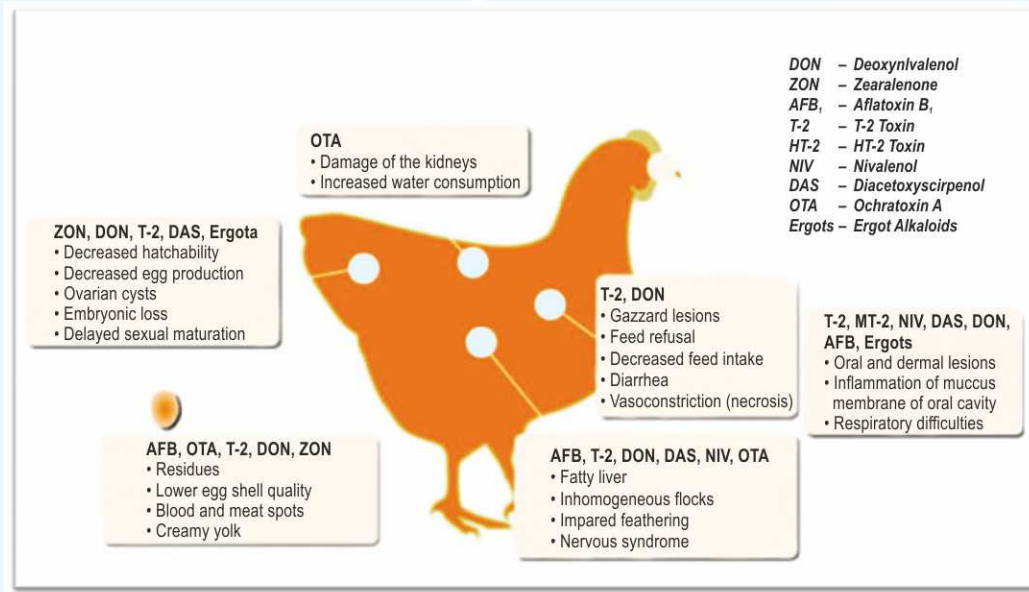 DON – Deoxynlvalenol
ZON – Zearalenone
AFB₁ – Aflatoxin B₁
T-2 – T-2 Toxin
HT-2 – HT-2 Toxin
NIV – Nivalenol
DAS – Diacetoxyscirpenol
OTA – Ochratoxin A
Ergots – Ergot Alkaloids
OTA
• Damage of the kidneys
• Increased water consumption
ZON, DON, T-2, DAS, Ergota
• Decreased hatchability
• Decreased egg production
• Ovarian cysts
• Embryonic loss
• Delayed sexual maturation
T-2, DON
• Gazzard lesions
• Feed refusal
• Decreased feed intake
• Diarrhea
• Vasoconstriction (necrosis)
T-2, MT-2, NIV, DAS, DON,
AFB, Ergots
• Oral and dermal lesions
• Inflammation of muccus
membrane of oral cavity
• Respiratory difficulties
AFB, OTA, T-2, DON, ZON
• Residues
• Lower egg shell quality
• Blood and meat spots
• Creamy yolk
AFB, T-2, DON, DAS, NIV, OTA
• Fatty liver
• Inhomogeneous flocks
• Impared feathering
• Nervous syndrome